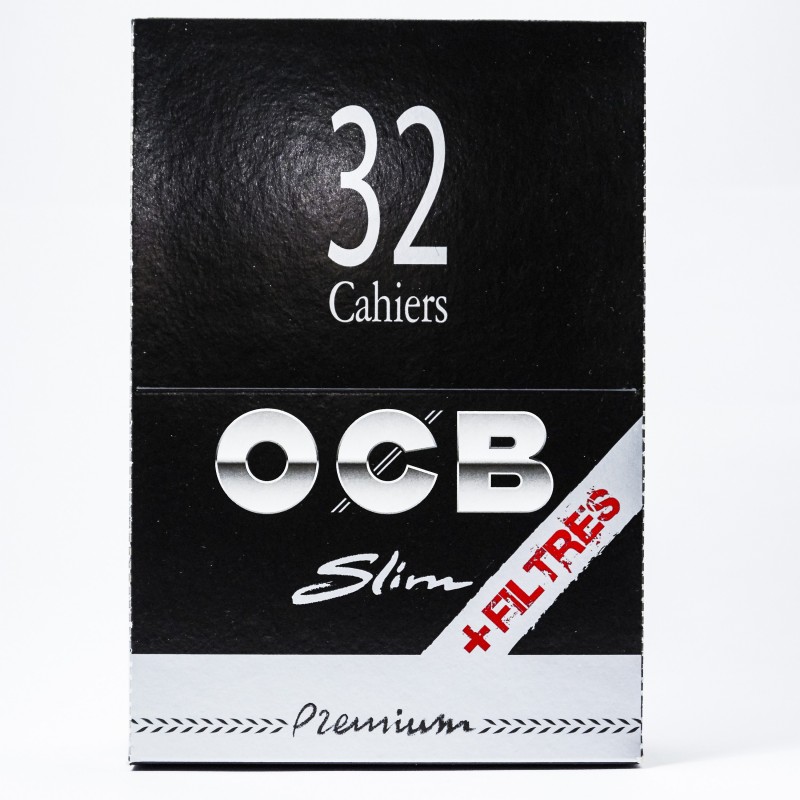 32
Cahiers
OCB
Slim
+FILTRES
Premium